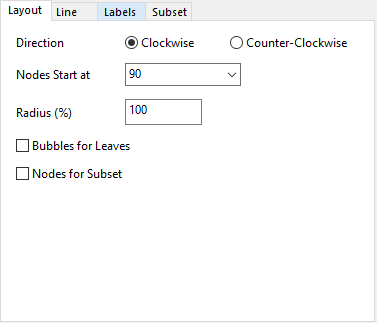 Layout Line Labels Subset
Direction Clockwise Counter-Clockwise
Nodes Start at 90
Radius (%) 100
Bubbles for Leaves
Nodes for Subset